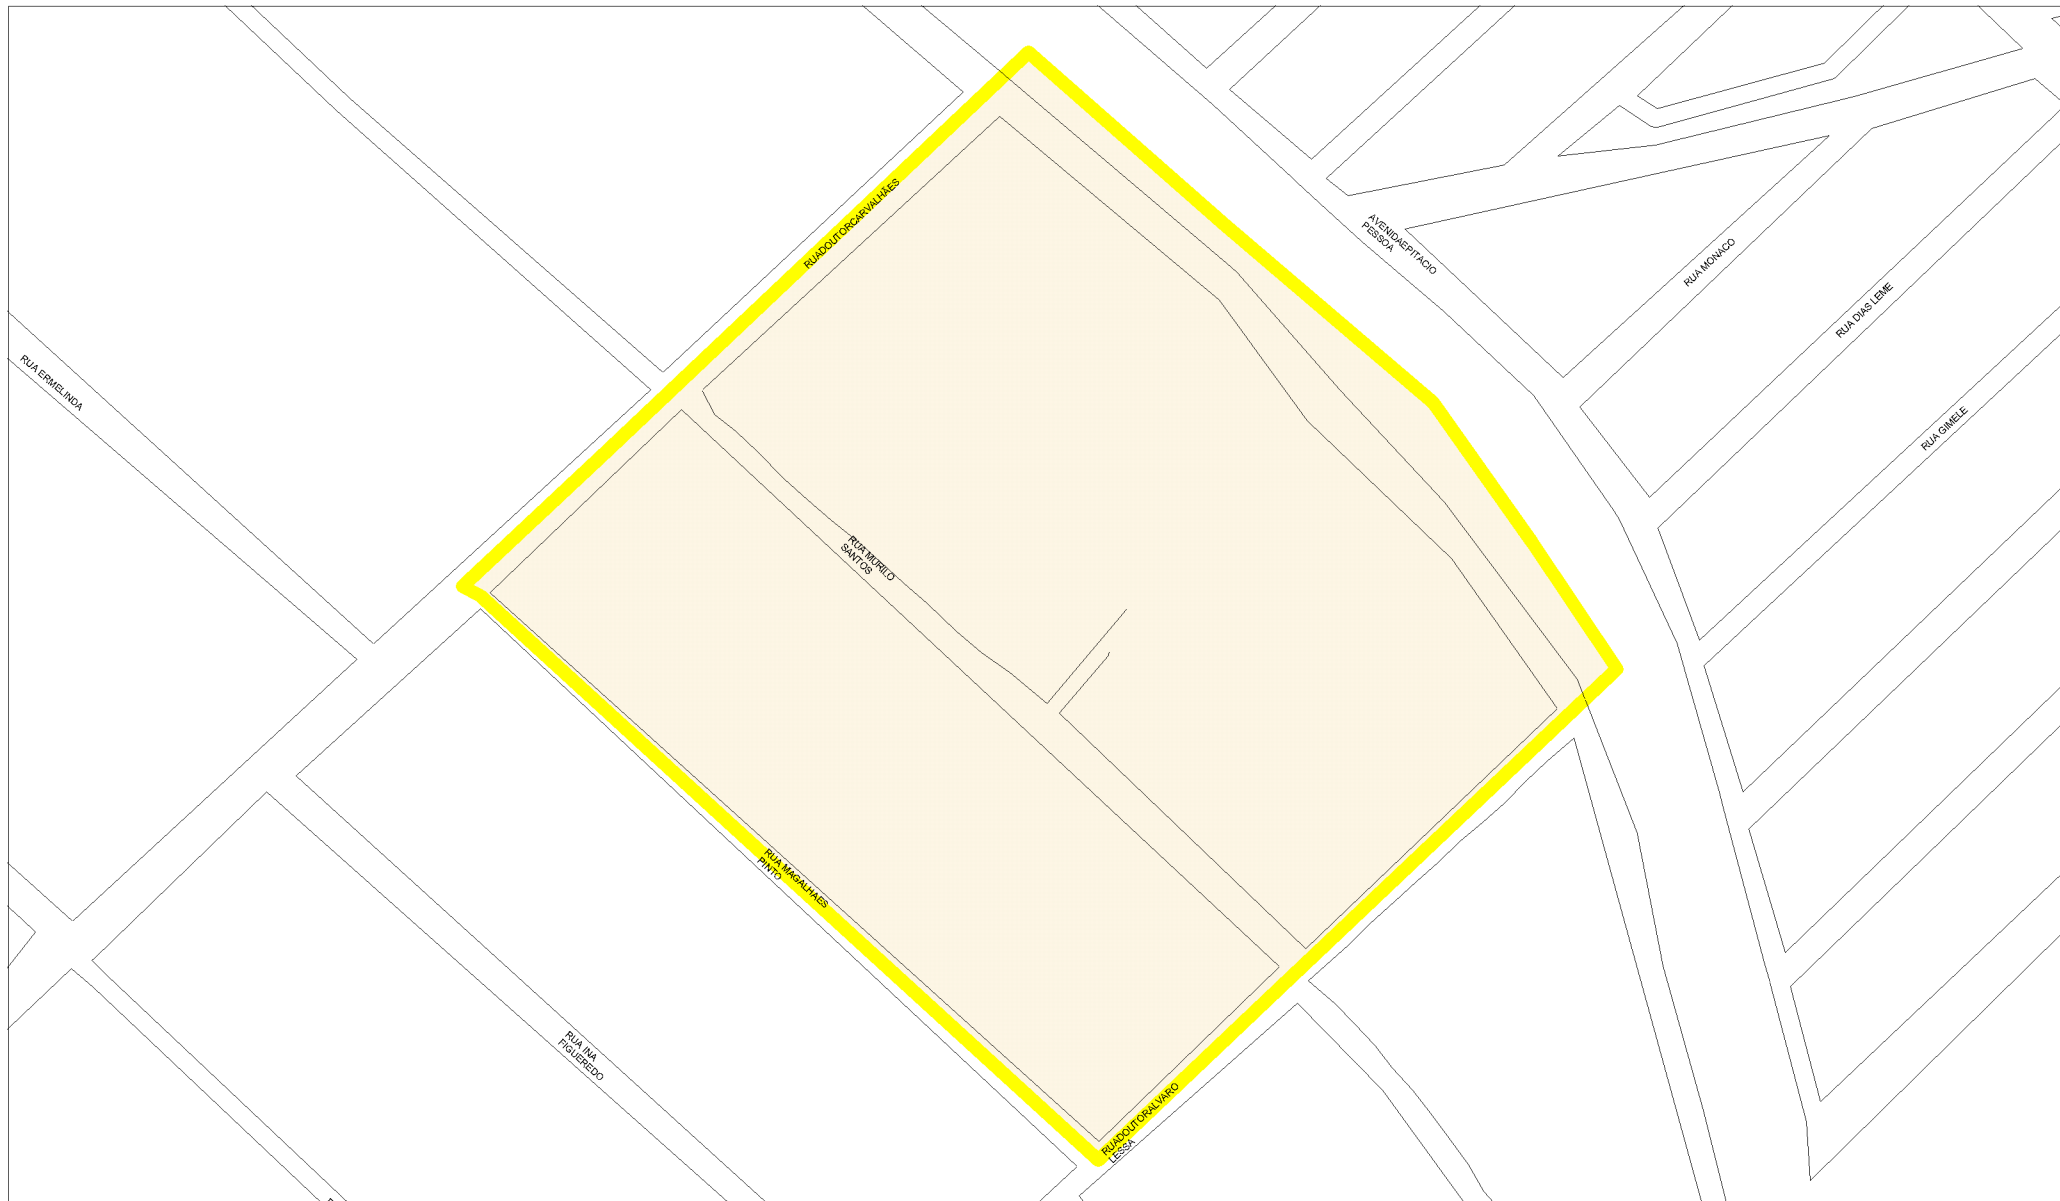 RUADOUTORCARVALHÃES
AVENIDAEPITACIO
PESSOA
RUA MONACO
RUA DIAS LEME
RUA ERMELINDA
RUA GIMELE
RUA MURILO
SANTOS
RUA MAGALHAES
PINTO
RUA INA
FIGUEREDO
RUADOUTORALVARO
LESSA